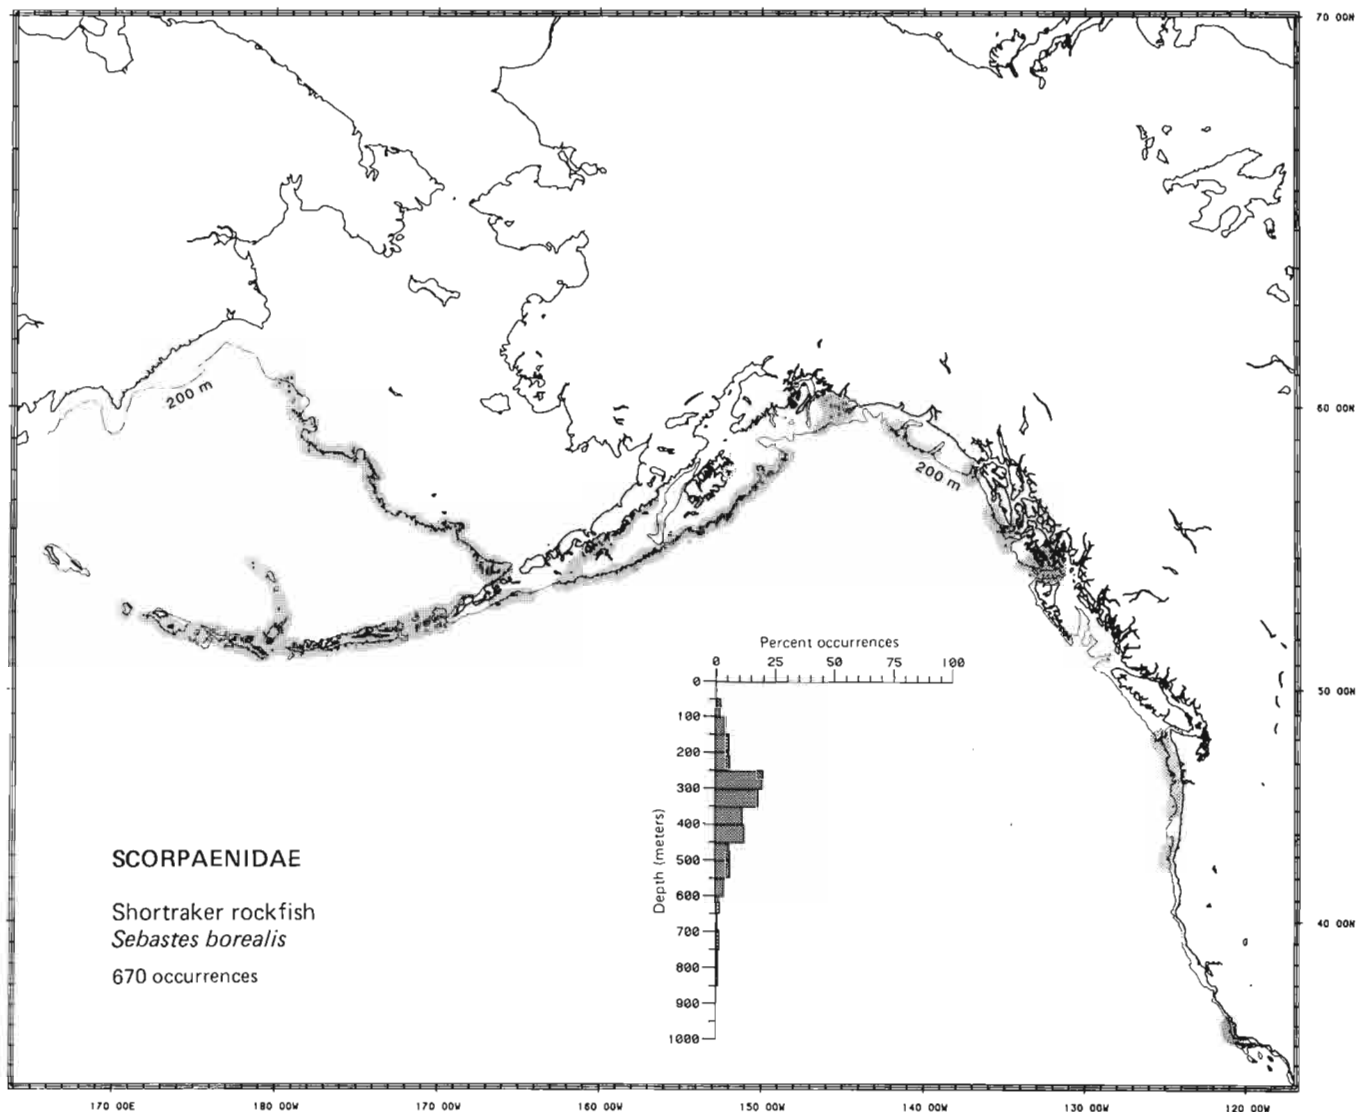 70 00N
200 m
60 00N
200 m
Percent occurrences
0 25 50 75 100
0
50 00N
100
200
300
400
500
600
700
800
900
1000
Depth (meters)
SCORPAENIDAE
Shortraker rockfish
Sebastes borealis
670 occurrences
40 00N
170 00E 180 00W 170 00W 160 00W 150 00W 140 00W 130 00W 120 00W